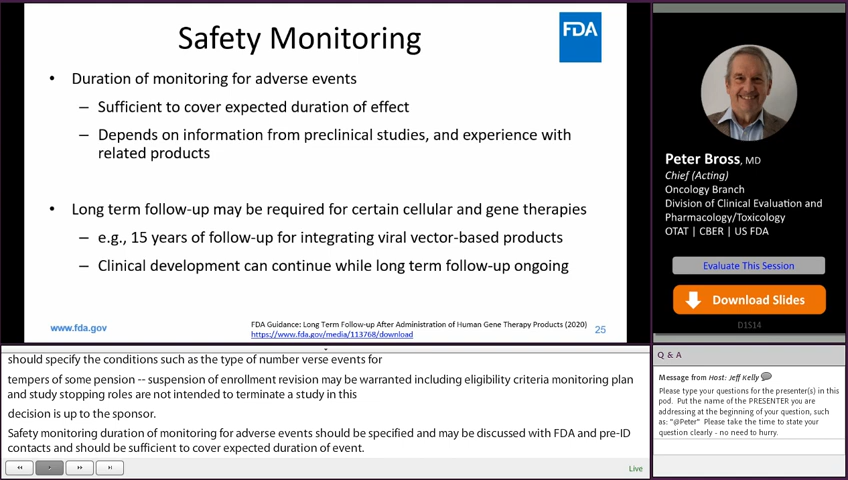 Safety Monitoring
FDA
• Duration of monitoring for adverse events
– Sufficient to cover expected duration of effect
– Depends on information from preclinical studies, and experience with
related products
• Long term follow-up may be required for certain cellular and gene therapies
– e.g., 15 years of follow-up for integrating viral vector-based products
– Clinical development can continue while long term follow-up ongoing
www.fda.gov
FDA Guidance: Long Term Follow-up After Administration of Human Gene Therapy Products (2020)
https://www.fda.gov/media/113768/download
25
Peter Bross, MD
Chief (Acting)
Oncology Branch
Division of Clinical Evaluation and
Pharmacology/Toxicology
OTAT | CBER | US FDA
Evaluate This Session
Download Slides
D1S14
should specify the conditions such as the type of number verse events for
tempers of some pension -- suspension of enrollment revision may be warranted including eligibility criteria monitoring plan
and study stopping roles are not intended to terminate a study in this
decision is up to the sponsor.
Safety monitoring duration of monitoring for adverse events should be specified and may be discussed with FDA and pre-ID
contacts and should be sufficient to cover expected duration of event.
Live
Q & A
Message from Host: Jeff Kelly
Please type your questions for the presenter(s) in this
pod. Put the name of the PRESENTER you are
addressing at the beginning of your question, such
as: "@Peter" Please take the time to state your
question clearly - no need to hurry.